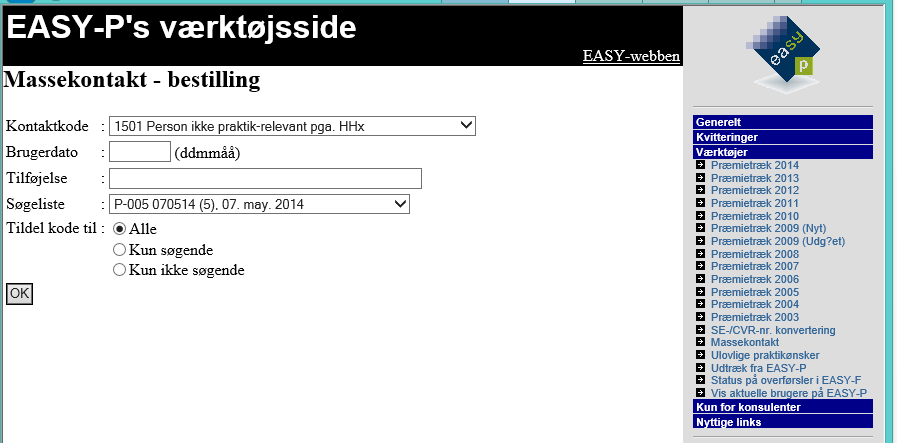 EASY-P's værktøjsside
EASY-webben
Massekontakt - bestilling
Kontaktkode : 1501 Person ikke praktik-relevant pga. HHx
Brugerdato : (ddmmåå)
Tilføjelse :
Søgeliste : P-005 070514 (5), 07. may. 2014
Tildel kode til : Alle
Kun søgende
Kun ikke søgende
OK
easy
p
Generelt
Kvitteringer
Værktøjer
Præmietræk 2014
Præmietræk 2013
Præmietræk 2012
Præmietræk 2011
Præmietræk 2010
Præmietræk 2009 (Nyt)
Præmietræk 2009 (Udg?et)
Præmietræk 2008
Præmietræk 2007
Præmietræk 2006
Præmietræk 2005
Præmietræk 2004
Præmietræk 2003
SE-/CVR-nr. konvertering
Massekontakt
Ulovlige praktikønsker
Udtræk fra EASY-P
Status på overførsler i EASY-F
Vis aktuelle brugere på EASY-P
Kun for konsulenter
Nyttige links